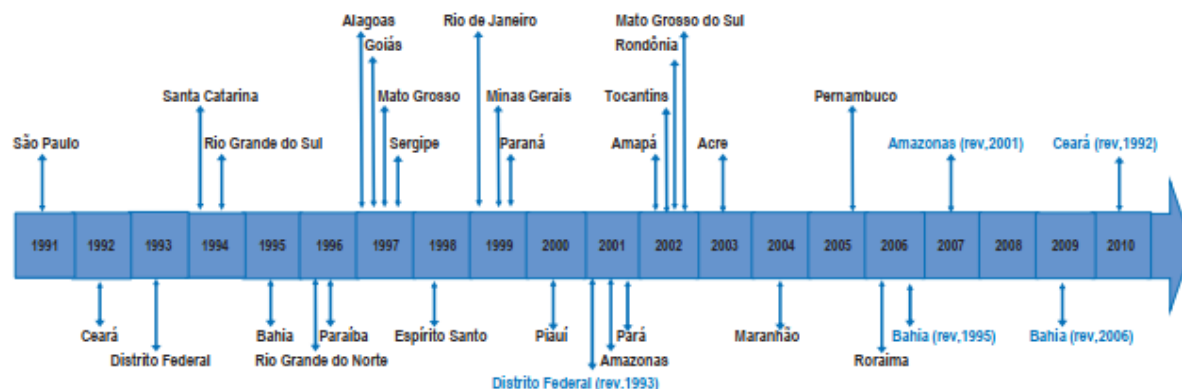 Alagoas Rio de Janeiro Mato Grosso do Sul
Goiás Rondônia
Santa Catarina Mato Grosso Minas Gerais Tocantins Pernambuco
São Paulo Rio Grande do Sul Sergipe Paraná Amapá Acre Amazonas (rev,2001) Ceará (rev,1992)
1991 1992 1993 1994 1995 1996 1997 1998 1999 2000 2001 2002 2003 2004 2005 2006 2007 2008 2009 2010
Ceará Bahia Paraíba Espírito Santo Piauí Pará Maranhão Bahia (rev,1995) Bahia (rev,2006)
Distrito Federal Rio Grande do Norte Amazonas Roraima
Distrito Federal (rev,1993)